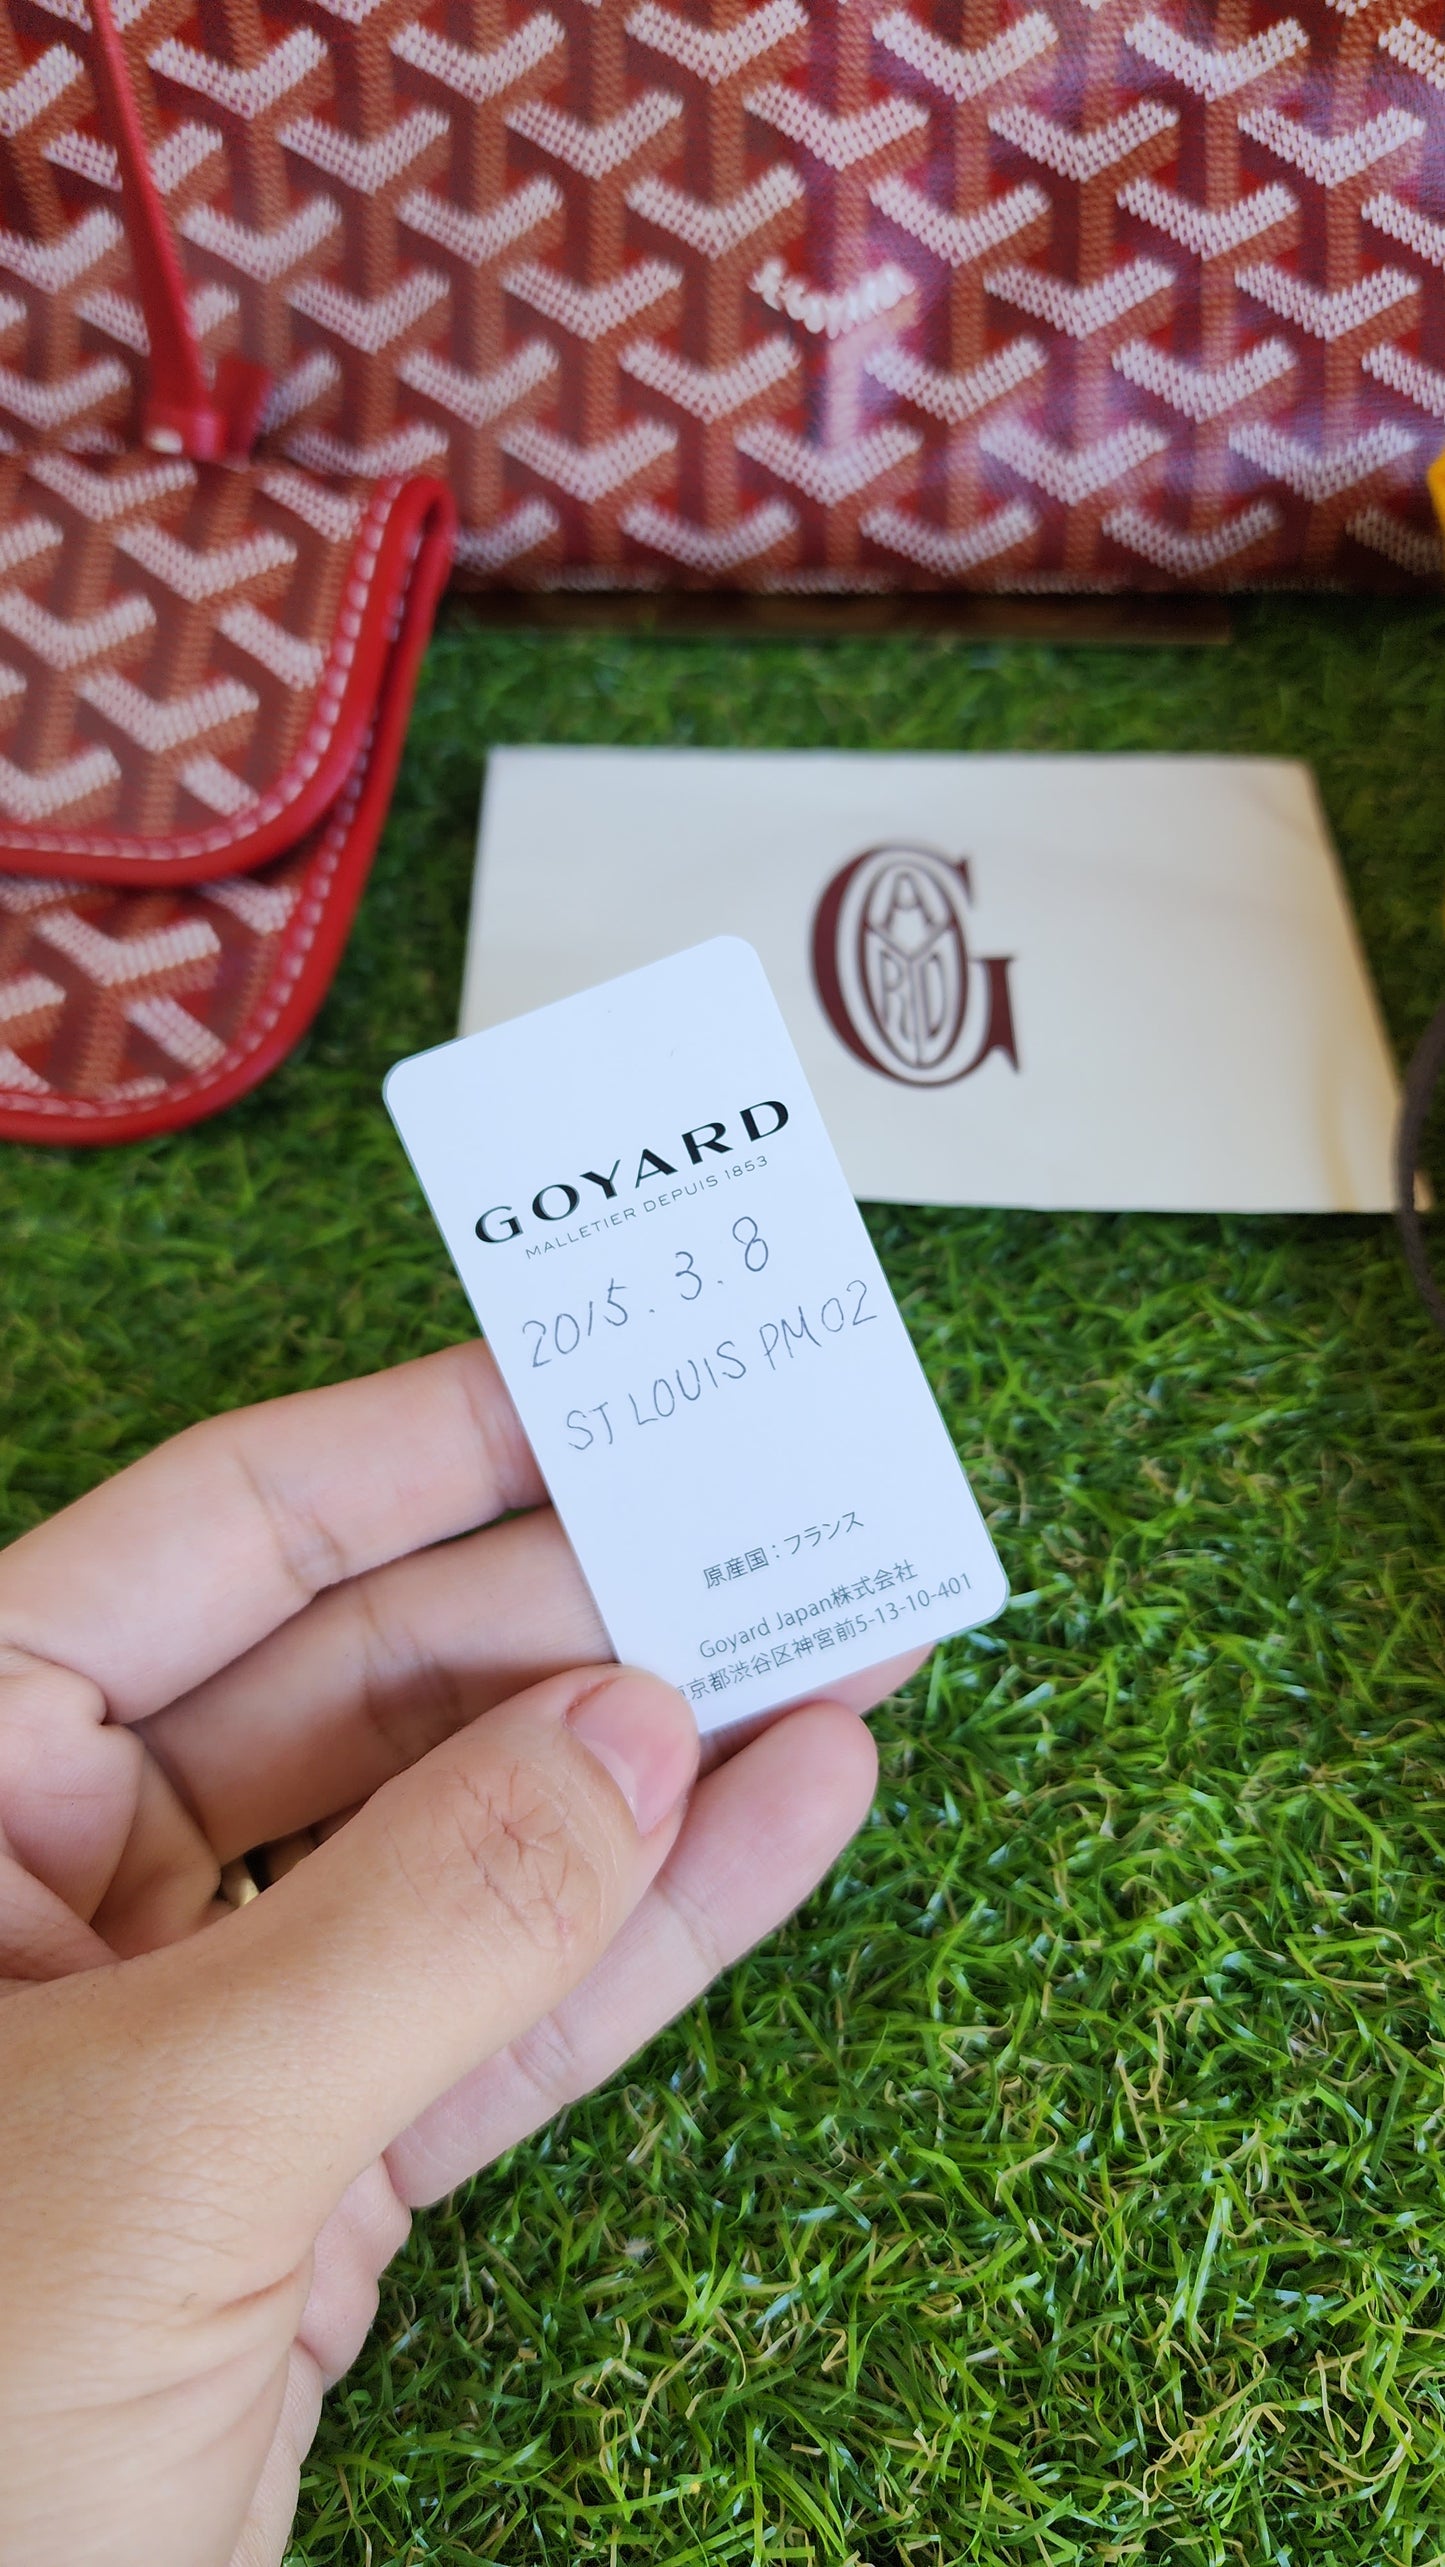 GOYARD
GOYARD
MALLETIER DEPUIS 1853
2015.3.8
ST LOUIS PM 02
原産国：フランス
Goyard Japan株式会社
京都渋谷区神宮前5-13-10-401